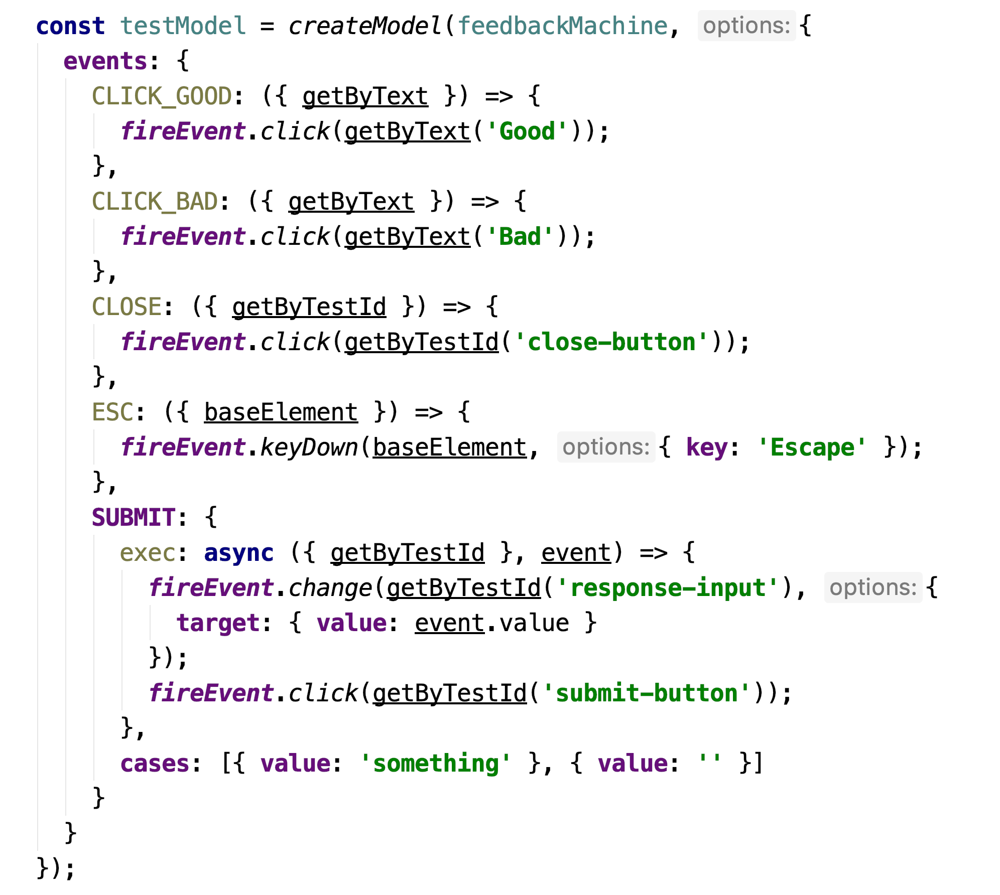 const testModel = createModel(feedbackMachine, options: {
  events: {
    CLICK_GOOD: ({ getByText }) => {
      fireEvent.click(getByText('Good'));
    },
    CLICK_BAD: ({ getByText }) => {
      fireEvent.click(getByText('Bad'));
    },
    CLOSE: ({ getByTestId }) => {
      fireEvent.click(getByTestId('close-button'));
    },
    ESC: ({ baseElement }) => {
      fireEvent.keyDown(baseElement, options: { key: 'Escape' });
    },
    SUBMIT: {
      exec: async ({ getByTestId }, event) => {
        fireEvent.change(getByTestId('response-input'), options: {
          target: { value: event.value }
        });
        fireEvent.click(getByTestId('submit-button'));
      },
      cases: [{ value: 'something' }, { value: '' }]
    }
  }
});